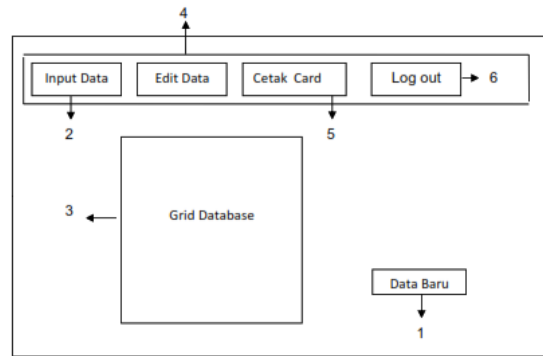 4
Input Data
Edit Data
Cetak Card
Log out
6
2
5
3
Grid Database
Data Baru
1